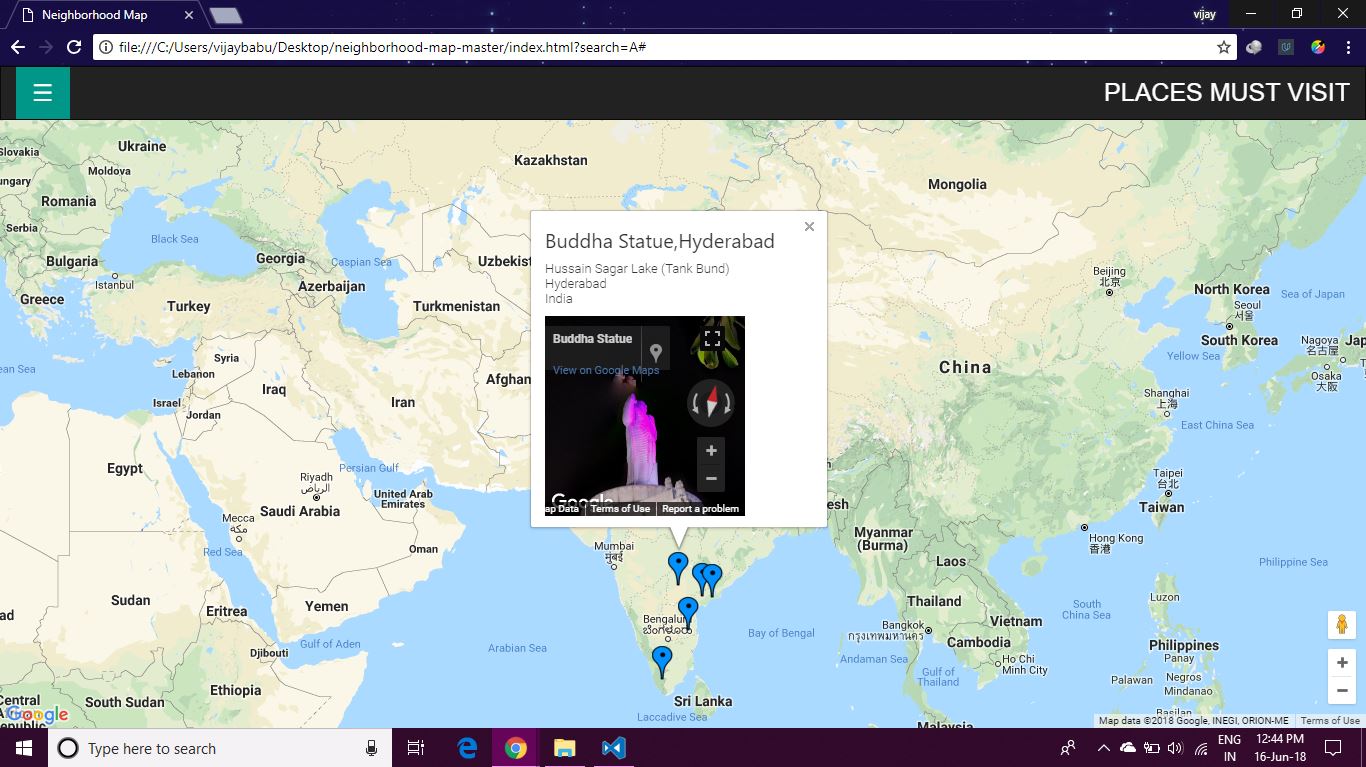 Neighborhood Map
vijay
file:///C:/Users/vijaybabu/Desktop/neighborhood-map-master/index.html?search=A#
PLACES MUST VISIT
Slovakia
Ukraine
Moldova
ungary
Romania
Serbia
Bulgaria
Black Sea
Istanbul
Greece
Turkey
Georgia
Azerbaijan
Caspian Sea
Kazakhstan
Uzbekist
Turkmenistan
Mongolia
Beijing
北京
North Korea
Seoul
서울
South Korea
Sea of Japan
Nagoya
名古屋
Jap
Osaka
大阪
Yellow Sea
China
Shanghai
上海
East China Sea
Buddha Statue,Hyderabad
Hussain Sagar Lake (Tank Bund)
Hyderabad
India
Buddha Statue
View on Google Maps
Google
ap Data
Terms of Use
Report a problem
ean Sea
Syria
Lebanon
Israel
Jordan
Iraq
Iran
Afghan
Egypt
Riyadh
الرياض
Persian Gulf
United Arab
Emirates
Saudi Arabia
Mecca
مكة
Red Sea
Oman
Sudan
Eritrea
Yemen
Gulf of Aden
Djibouti
Ethiopia
South Sudan
ad
Central
Google
Arabian Sea
Mumbai
मुंबई
Bengalur
ಬೆಂಗಳೂರು
Sri Lanka
Laccadive Sea
Bay of Bengal
esh
Myanmar
(Burma)
Laos
Thailand
Bangkok
กรุงเทพมหานคร
Vietnam
Cambodia
Ho Chi
Minh City
Andaman Sea
Gulf of
Thailand
Malaysia
Taipei
台北
Taiwan
Hong Kong
香港
Philippine Sea
Luzon
South
China Sea
Philippines
Panay
Palawan
Negros
Mindanao
Basilan
Map data ©2018 Google, INEGI, ORION-ME
Terms of Use
Type here to search
ENG
IN
12:44 PM
16-Jun-18